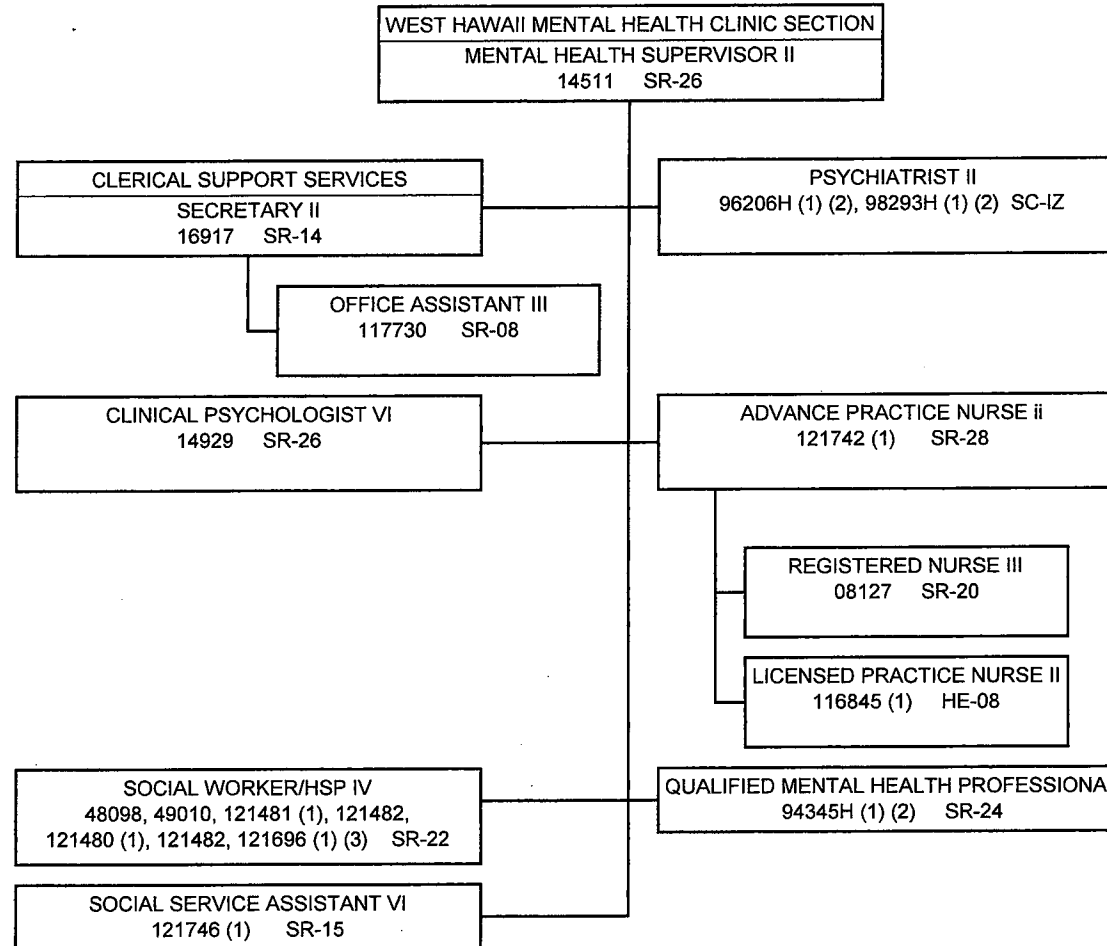 WEST HAWAII MENTAL HEALTH CLINIC SECTION
MENTAL HEALTH SUPERVISOR II
14511 SR-26
CLERICAL SUPPORT SERVICES
SECRETARY II
16917 SR-14
PSYCHIATRIST II
96206H (1) (2), 98293H (1) (2) SC-IZ
OFFICE ASSISTANT III
117730 SR-08
CLINICAL PSYCHOLOGIST VI
14929 SR-26
ADVANCE PRACTICE NURSE ii
121742 (1) SR-28
REGISTERED NURSE III
08127 SR-20
LICENSED PRACTICE NURSE II
116845 (1) HE-08
SOCIAL WORKER/HSP IV
48098, 49010, 121481 (1), 121482,
121480 (1), 121482, 121696 (1) (3) SR-22
QUALIFIED MENTAL HEALTH PROFESSIONA
94345H (1) (2) SR-24
SOCIAL SERVICE ASSISTANT VI
121746 (1) SR-15